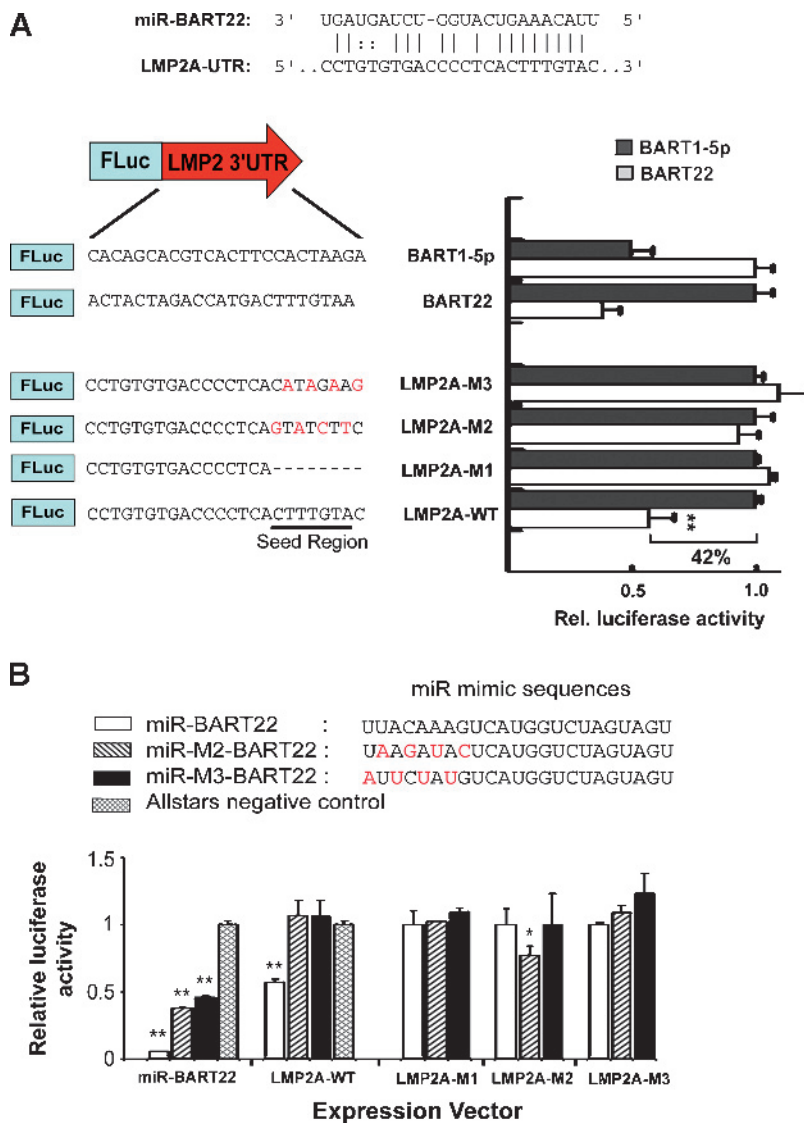 A
miR-BART22: 3' UGAUGAUCU-GGUACUGAAACAUU 5'
LMP2A-UTR: 5'..CCTGTGTGACCCCTCACTTTGTAC..3'
FLuc LMP2 3'UTR
BART1-5p
BART22
FLuc CACAGCACGTCACTTCCACTAAGA BART1-5p
FLuc ACTACTAGACCATGACTTTGTAA BART22
FLuc CCTGTGTGACCCCTCACATAGAAG LMP2A-M3
FLuc CCTGTGTGACCCCTCAGTATCTTC LMP2A-M2
FLuc CCTGTGTGACCCCTCA-------- LMP2A-M1
FLuc CCTGTGTGACCCCTCACTTTGTAC LMP2A-WT **
Seed Region
42%
0.5 1.0
Rel. luciferase activity
B
miR mimic sequences
miR-BART22 : UUACAAAGUCAUGGUCUAGUAGU
miR-M2-BART22 : UAAGAUACUCAUGGUCUAGUAGU
miR-M3-BART22 : AUUCUAUGUCAUGGUCUAGUAGU
Allstars negative control
Relative luciferase activity
1.5
1
0.5
0
** ** ** ** *
miR-BART22 LMP2A-WT LMP2A-M1 LMP2A-M2 LMP2A-M3
Expression Vector